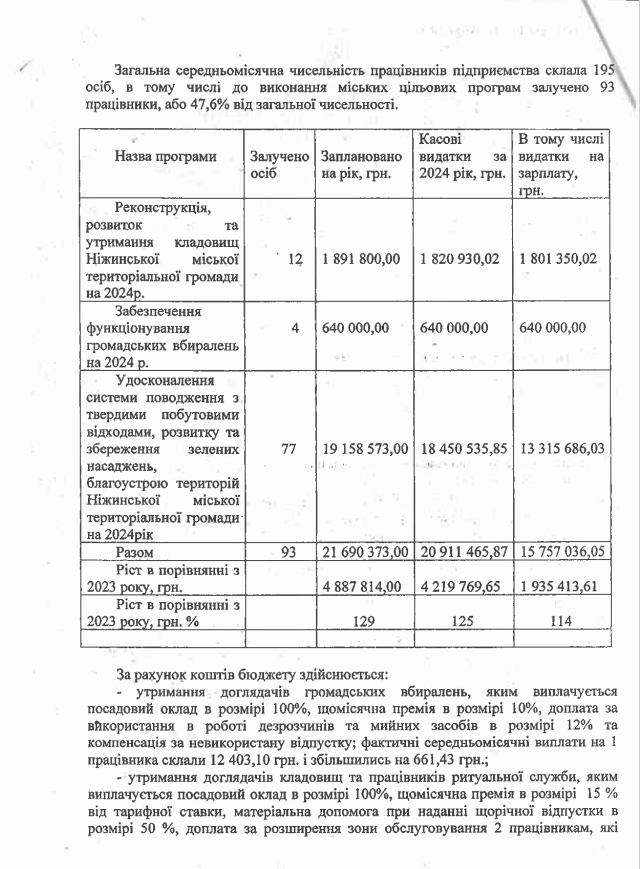 Загальна середньомісячна чисельність працівників підприємства склала 195
осіб, в тому числі до виконання міських цільових програм залучено 93
працівники, або 47,6% від загальної чисельності.
Назва програми
Залучено
осіб
Заплановано
на рік, грн.
Касові
видатки за
2024 рік, грн.
В тому числі
видатки на
зарплату,
грн.
Реконструкція,
розвиток та
утримання кладовищ
Ніжинської міської
територіальної громади
на 2024р.
12
1 891 800,00
1 820 930,02
1 801 350,02
Забезпечення
функціонування
громадських вбиралень
на 2024 р.
4
640 000,00
640 000,00
640 000,00
Удосконалення
системи поводження з
твердими побутовими
відходами, розвитку та
збереження зелених
насаджень,
благоустрою територій
Ніжинської міської
територіальної громади
на 2024рік
77
19 158 573,00
18 450 535,85
13 315 686,03
Разом
93
21 690 373,00
20 911 465,87
15 757 036,05
Ріст в порівнянні з
2023 року, грн.
4 887 814,00
4 219 769,65
1 935 413,61
Ріст в порівнянні з
2023 року, грн. %
129
125
114
За рахунок коштів бюджету здійснюється:
- утримання доглядачів громадських вбиралень, яким виплачується
посадовий оклад в розмірі 100%, щомісячна премія в розмірі 10%, доплата за
використання в роботі дезрозчинів та мийних засобів в розмірі 12% та
компенсація за невикористану відпустку; фактичні середньомісячні виплати на 1
працівника склали 12 403,10 грн. і збільшились на 661,43 грн.;
- утримання доглядачів кладовищ та працівників ритуальної служби, яким
виплачується посадовий оклад в розмірі 100%, щомісячна премія в розмірі 15 %
від тарифної ставки, матеріальна допомога при наданні щорічної відпустки в
розмірі 50 %, доплата за розширення зони обслуговування 2 працівникам, які